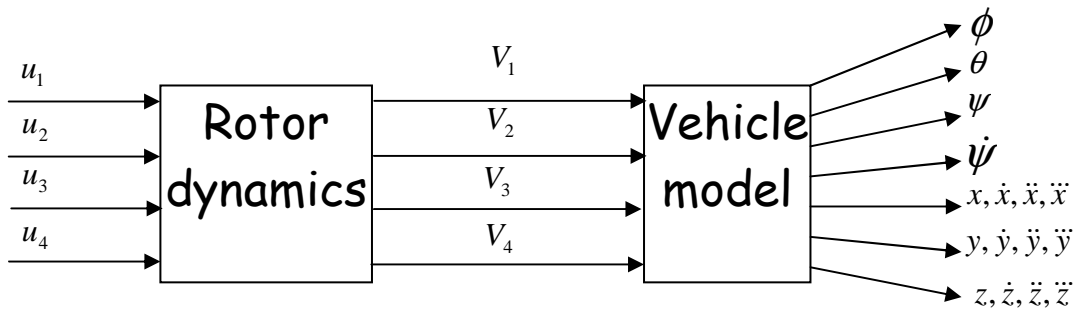 u₁
u₂
u₃
u₄
Rotor
dynamics
V₁
V₂
V₃
V₄
Vehicle
model
ϕ
θ
ψ
ψ̇
x, ẋ, ẍ, x⃛
y, ẏ, ÿ, y⃛
z, ż, z̈, z⃛